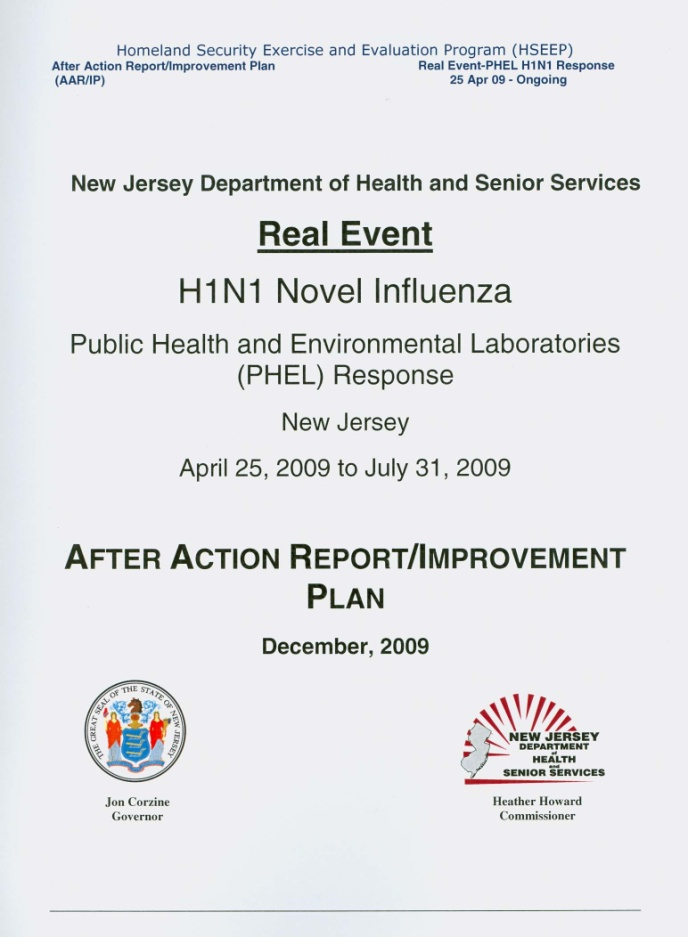 Homeland Security Exercise and Evaluation Program (HSEEP)
After Action Report/Improvement Plan
(AAR/IP)
Real Event-PHEL H1N1 Response
25 Apr 09 - Ongoing
New Jersey Department of Health and Senior Services
Real Event
H1N1 Novel Influenza
Public Health and Environmental Laboratories
(PHEL) Response
New Jersey
April 25, 2009 to July 31, 2009
AFTER ACTION REPORT/IMPROVEMENT
PLAN
December, 2009
THE GREAT SEAL OF THE STATE OF NEW JERSEY
Jon Corzine
Governor
NEW JERSEY
DEPARTMENT
OF
HEALTH
and
SENIOR SERVICES
Heather Howard
Commissioner